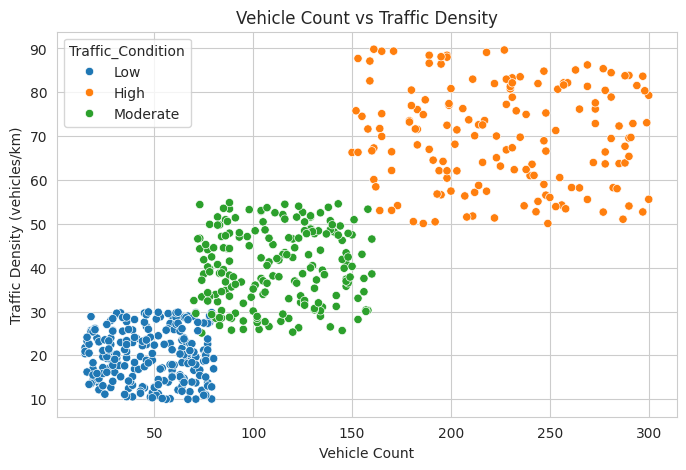 Vehicle Count vs Traffic Density
Traffic_Condition
Low
High
Moderate
Traffic Density (vehicles/km)
90
80
70
60
50
40
30
20
10
50
100
150
200
250
300
Vehicle Count